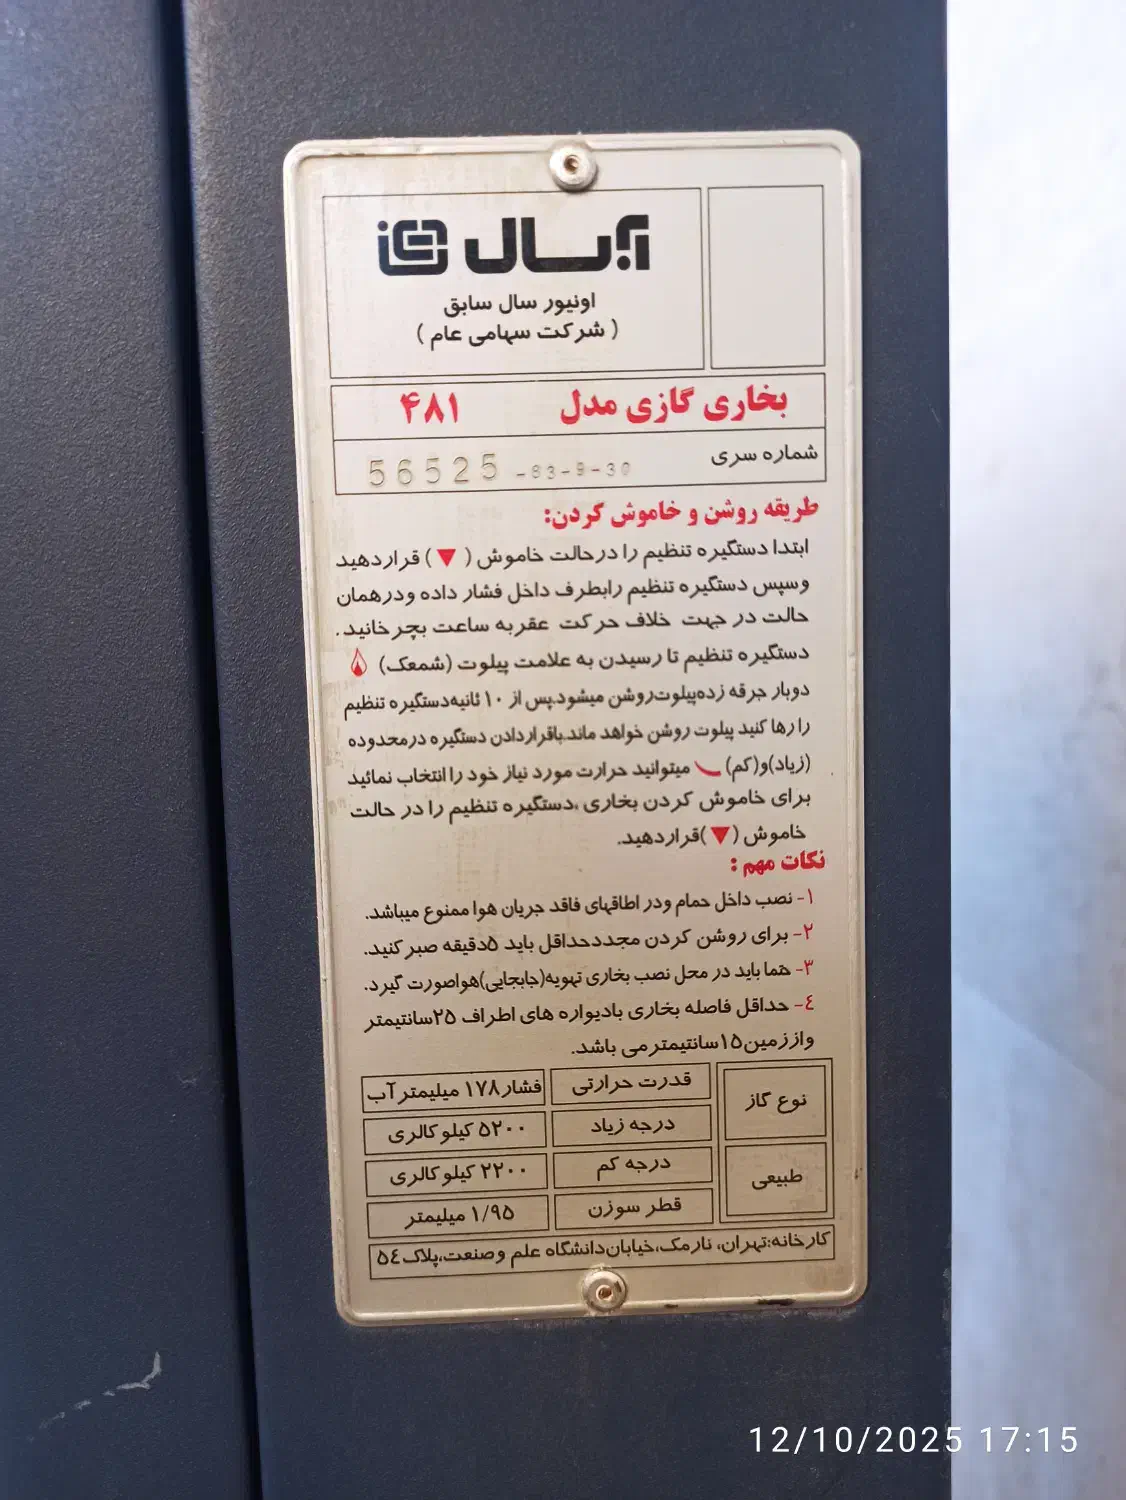 آبسال
اونیور سال سابق
( شرکت سهامی عام )
بخاری گازی مدل ۴۸۱
شماره سری 56525 -83-9-30
طریقه روشن و خاموش کردن:
ابتدا دستگیره تنظیم را درحالت خاموش (▼) قراردهید
وسپس دستگیره تنظیم رابطرف داخل فشار داده ودرهمان
حالت در جهت خلاف حرکت عقربه ساعت بچرخانید.
دستگیره تنظیم تا رسیدن به علامت پیلوت (شمعک)
دوبار جرقه زده‌پیلوت‌روشن میشود.پس از ۱۰ ثانیه‌دستگیره تنظیم
را رها کنید پیلوت روشن خواهد ماند.باقراردادن دستگیره درمحدوده
(زیاد)و(کم) میتوانید حرارت مورد نیاز خود را انتخاب نمائید
برای خاموش کردن بخاری ،دستگیره تنظیم را در حالت
خاموش (▼)قراردهید.
نکات مهم :
۱- نصب داخل حمام ودر اطاقهای فاقد جریان هوا ممنوع میباشد.
۲- برای روشن کردن مجددحداقل باید ۵دقیقه صبر کنید.
۳- حتما باید در محل نصب بخاری تهویه(جابجایی)هواصورت گیرد.
٤- حداقل فاصله بخاری بادیواره های اطراف ۲۵سانتیمتر
واززمین۱۵سانتیمترمی باشد.
نوع گاز قدرت حرارتی فشار۱۷۸ میلیمتر آب
درجه زیاد ۵۲۰۰ کیلو کالری
طبیعی درجه کم ۲۲۰۰ کیلو کالری
قطر سوزن ۱/۹۵ میلیمتر
کارخانه:تهران، نارمک،خیابان‌دانشگاه علم وصنعت،پلاک٥٤
12/10/2025 17:15